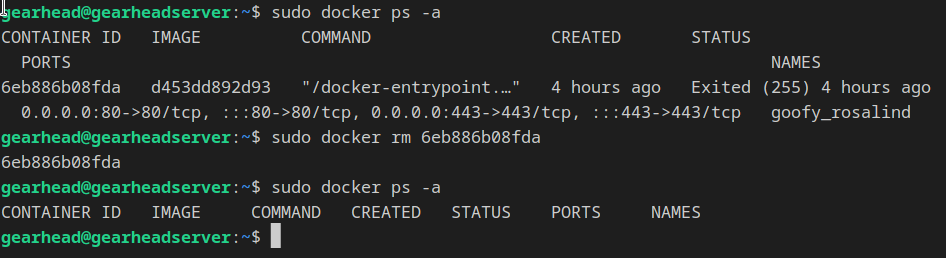 gearhead@gearheadserver:~$ sudo docker ps -a
CONTAINER ID   IMAGE          COMMAND                  CREATED       STATUS
  PORTS                                                                      NAMES
6eb886b08fda   d453dd892d93   "/docker-entrypoint.…"   4 hours ago   Exited (255) 4 hours ago
  0.0.0.0:80->80/tcp, :::80->80/tcp, 0.0.0.0:443->443/tcp, :::443->443/tcp   goofy_rosalind
gearhead@gearheadserver:~$ sudo docker rm 6eb886b08fda
6eb886b08fda
gearhead@gearheadserver:~$ sudo docker ps -a
CONTAINER ID   IMAGE     COMMAND   CREATED   STATUS    PORTS     NAMES
gearhead@gearheadserver:~$